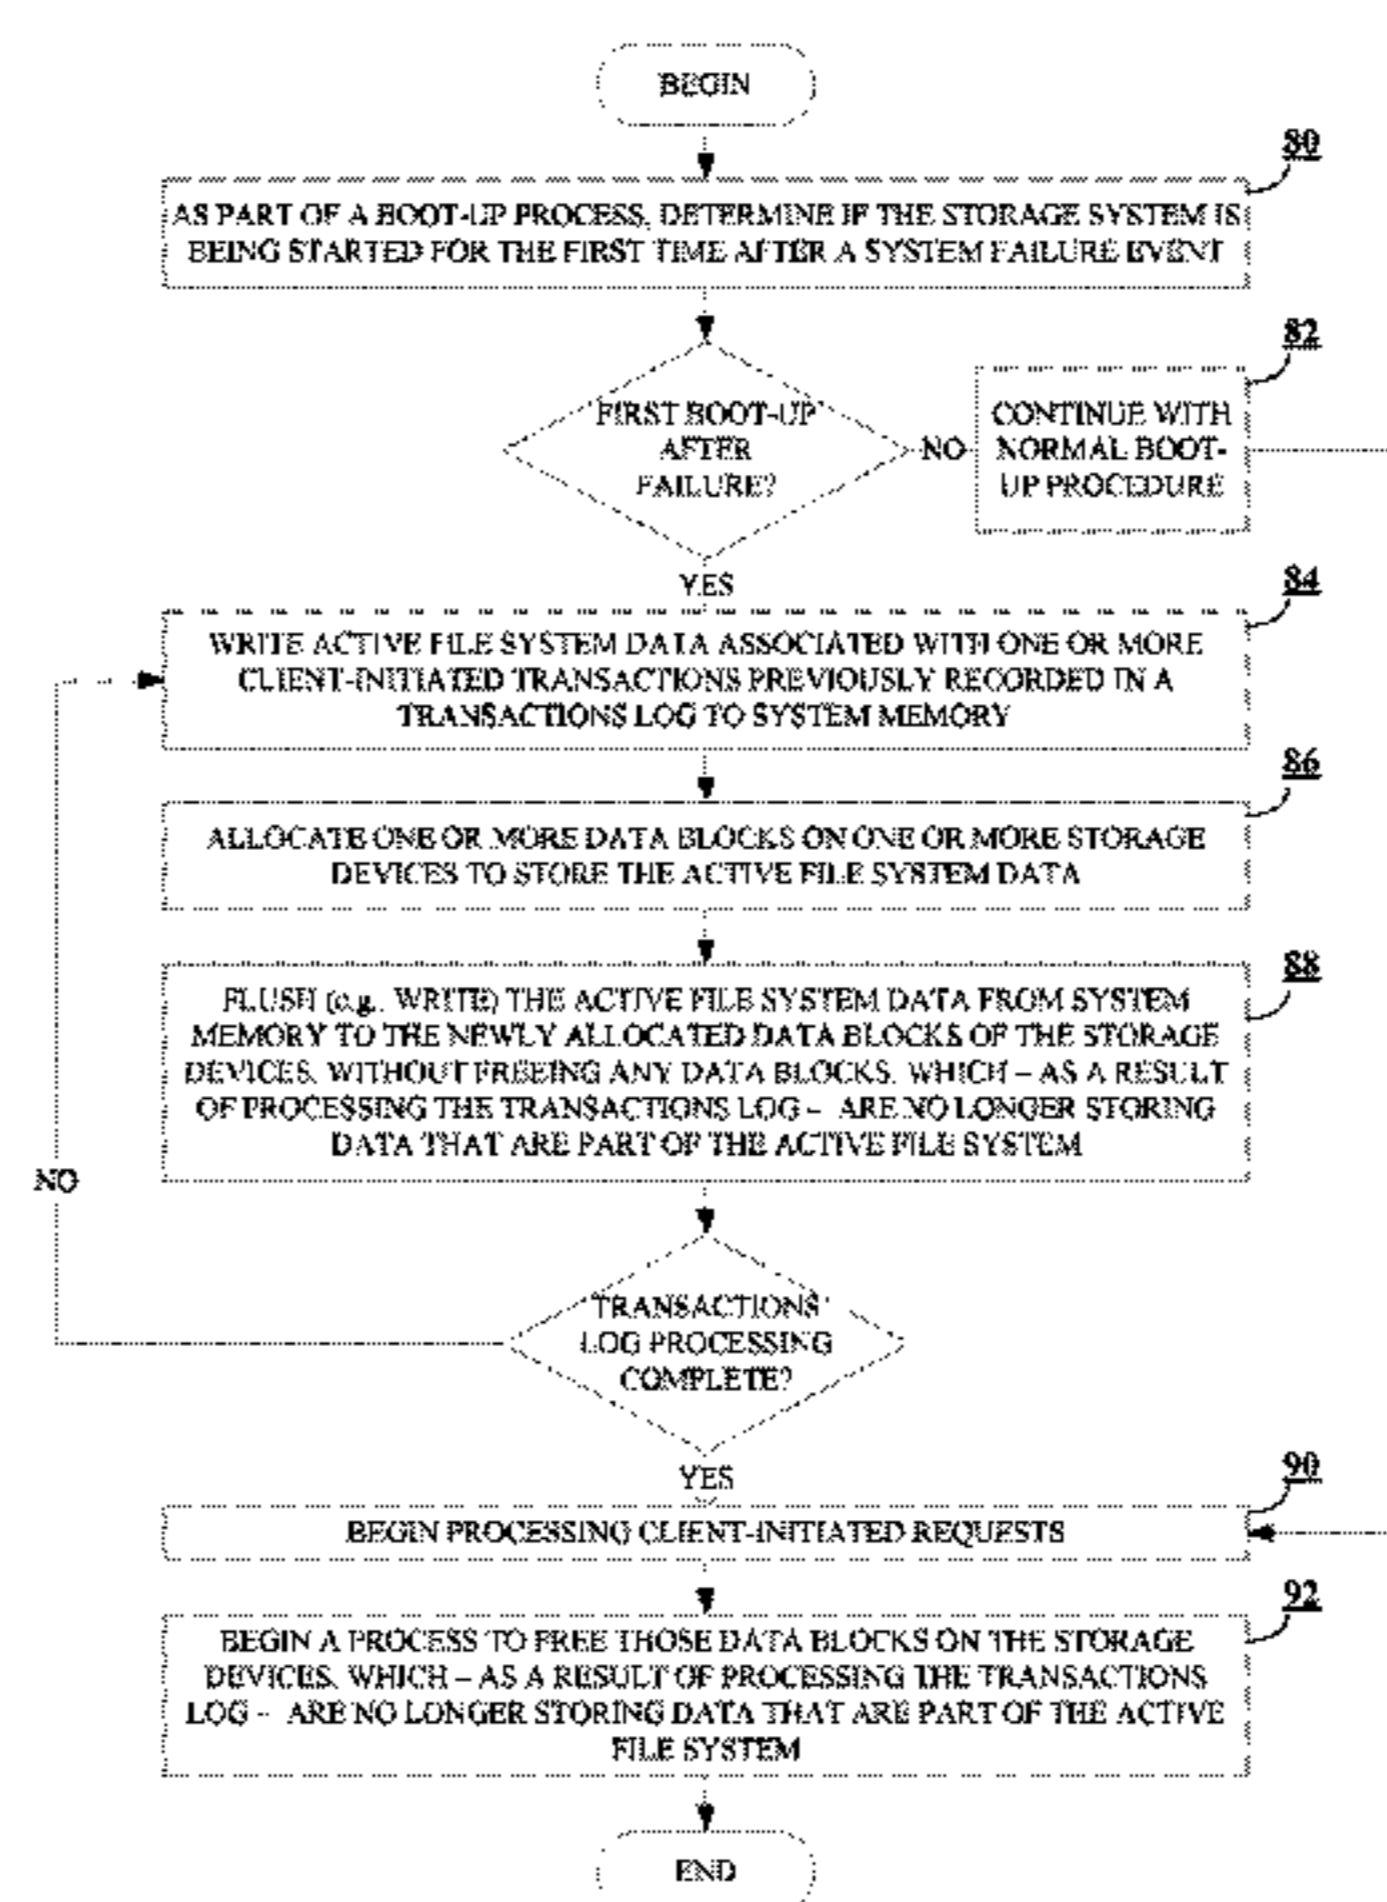 BEGIN
80
AS PART OF A BOOT-UP PROCESS, DETERMINE IF THE STORAGE SYSTEM IS
BEING STARTED FOR THE FIRST TIME AFTER A SYSTEM FAILURE EVENT
82
FIRST BOOT-UP
AFTER
FAILURE?
NO
CONTINUE WITH
NORMAL BOOT-
UP PROCEDURE
YES
84
WRITE ACTIVE FILE SYSTEM DATA ASSOCIATED WITH ONE OR MORE
CLIENT-INITIATED TRANSACTIONS PREVIOUSLY RECORDED IN A
TRANSACTIONS LOG TO SYSTEM MEMORY
86
ALLOCATE ONE OR MORE DATA BLOCKS ON ONE OR MORE STORAGE
DEVICES TO STORE THE ACTIVE FILE SYSTEM DATA
88
FLUSH (e.g., WRITE) THE ACTIVE FILE SYSTEM DATA FROM SYSTEM
MEMORY TO THE NEWLY ALLOCATED DATA BLOCKS OF THE STORAGE
DEVICES, WITHOUT FREEING ANY DATA BLOCKS, WHICH – AS A RESULT
OF PROCESSING THE TRANSACTIONS LOG – ARE NO LONGER STORING
DATA THAT ARE PART OF THE ACTIVE FILE SYSTEM
NO
TRANSACTIONS
LOG PROCESSING
COMPLETE?
YES
90
BEGIN PROCESSING CLIENT-INITIATED REQUESTS
92
BEGIN A PROCESS TO FREE THOSE DATA BLOCKS ON THE STORAGE
DEVICES, WHICH – AS A RESULT OF PROCESSING THE TRANSACTIONS
LOG – ARE NO LONGER STORING DATA THAT ARE PART OF THE ACTIVE
FILE SYSTEM
END